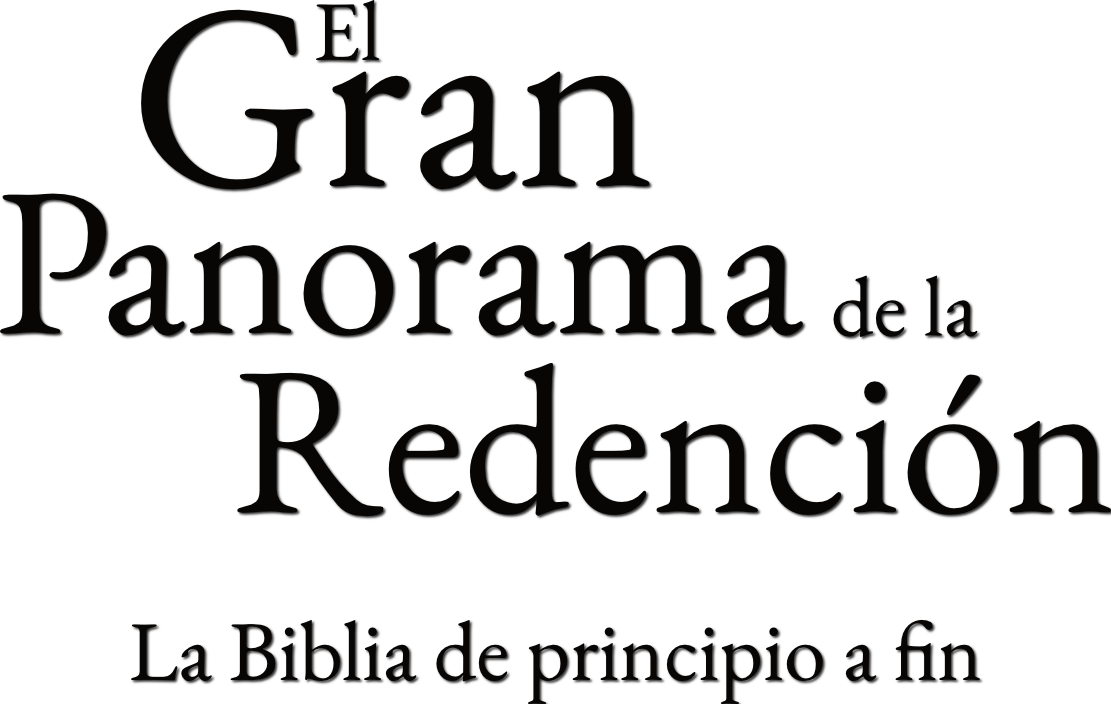 El
Gran
Panorama de la
Redención
La Biblia de principio a fin